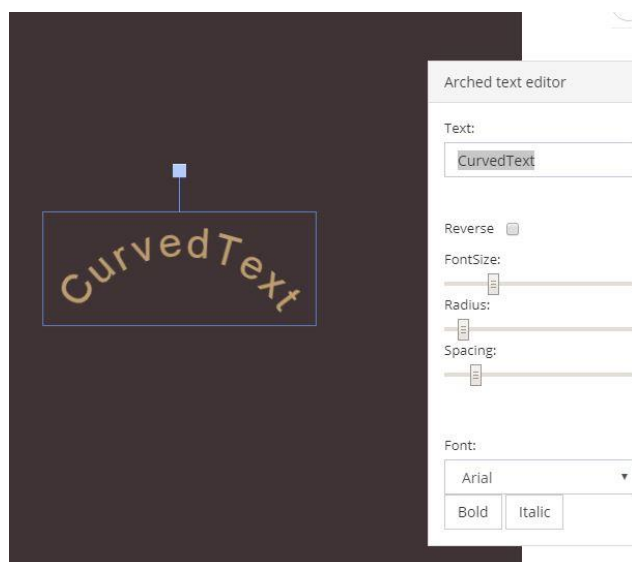 CurvedText
Arched text editor
Text:
CurvedText
Reverse
FontSize:
Radius:
Spacing:
Font:
Arial
Bold Italic